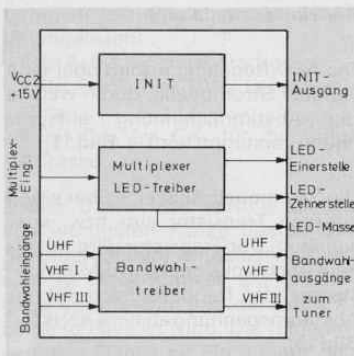 V_CC2
+15V
INIT
INIT-
Ausgang
Multiplex-
Eing.
Multiplexer
LED-Treiber
LED-
Einerstelle
LED-
Zehnerstelle
LED-Masse
Bandwahleingänge
UHF
VHF I
VHF III
Bandwahl-
treiber
UHF
VHF I
VHF III
Bandwahl-
ausgänge
zum
Tuner